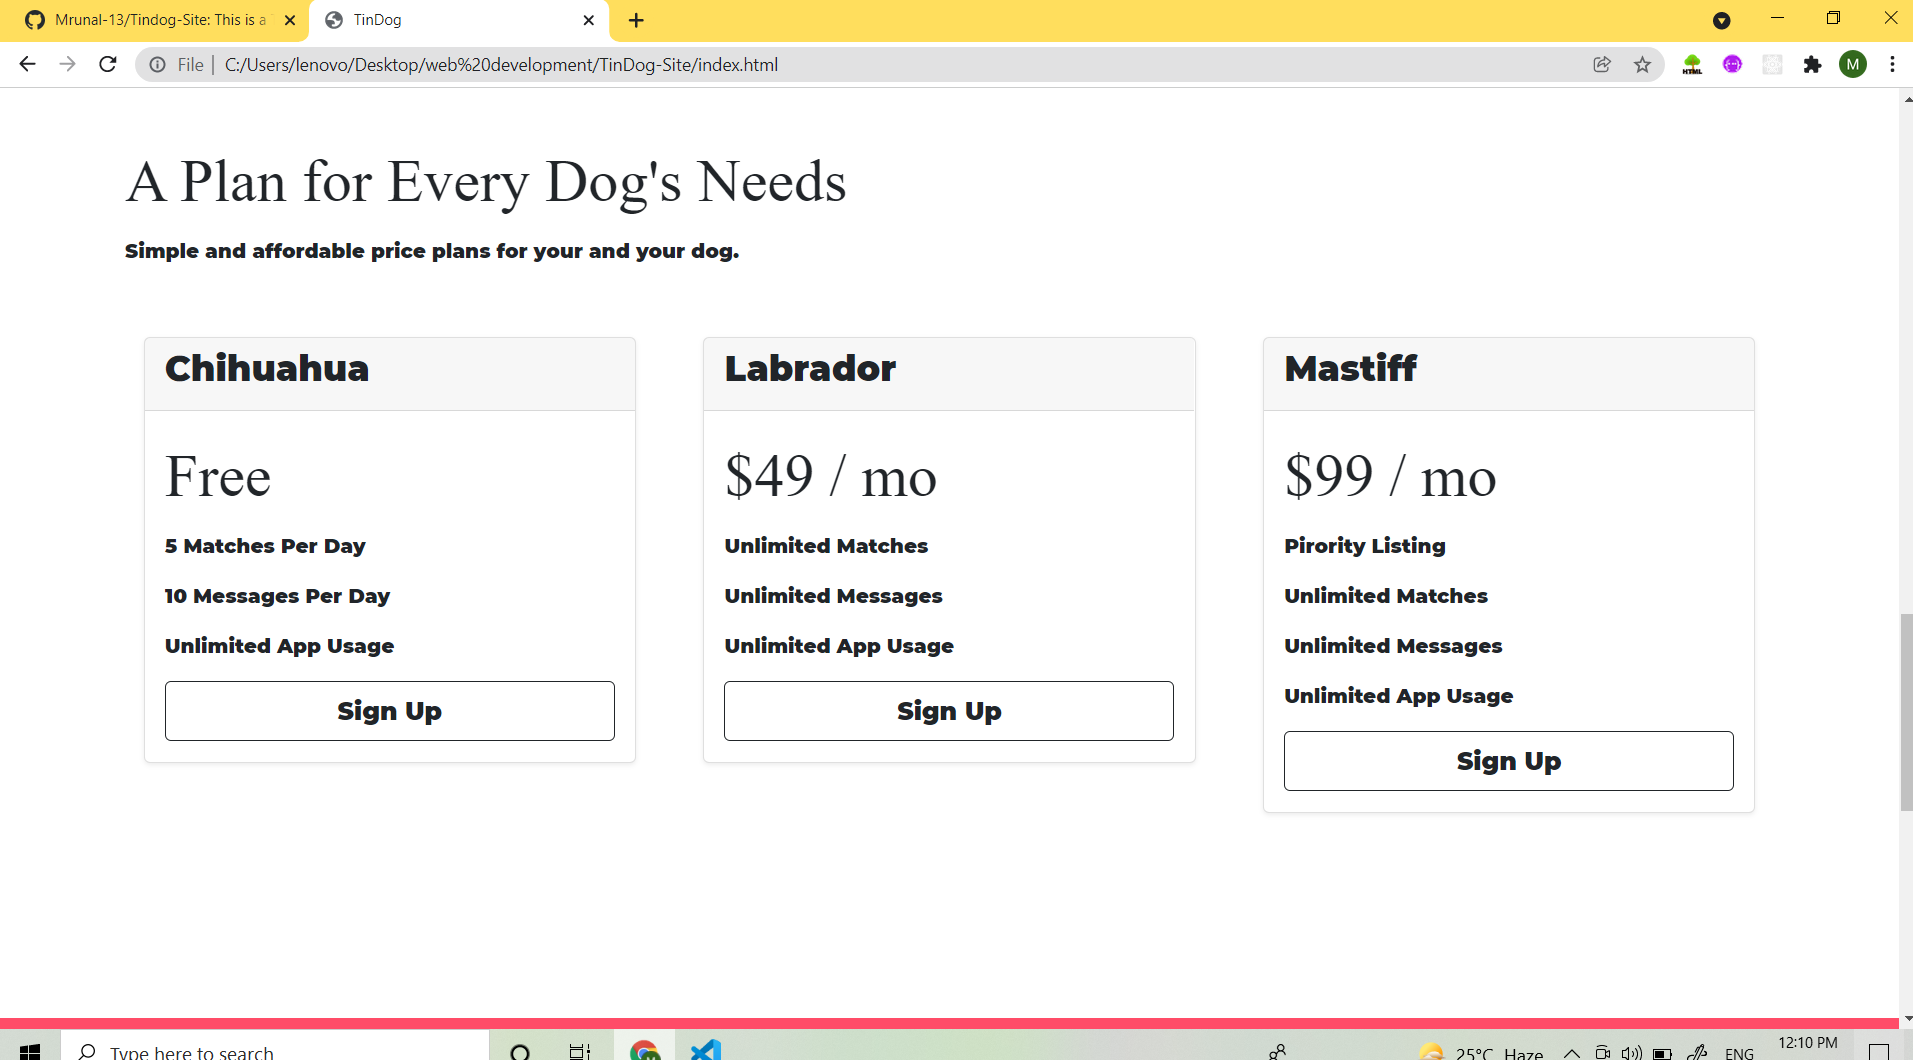 Mrunal-13/Tindog-Site: This is a
TinDog
File | C:/Users/lenovo/Desktop/web%20development/TinDog-Site/index.html
HTML
M
A Plan for Every Dog's Needs
Simple and affordable price plans for your and your dog.
Chihuahua
Free
5 Matches Per Day
10 Messages Per Day
Unlimited App Usage
Sign Up
Labrador
$49 / mo
Unlimited Matches
Unlimited Messages
Unlimited App Usage
Sign Up
Mastiff
$99 / mo
Pirority Listing
Unlimited Matches
Unlimited Messages
Unlimited App Usage
Sign Up
Type here to search
25°C Haze
ENG
12:10 PM